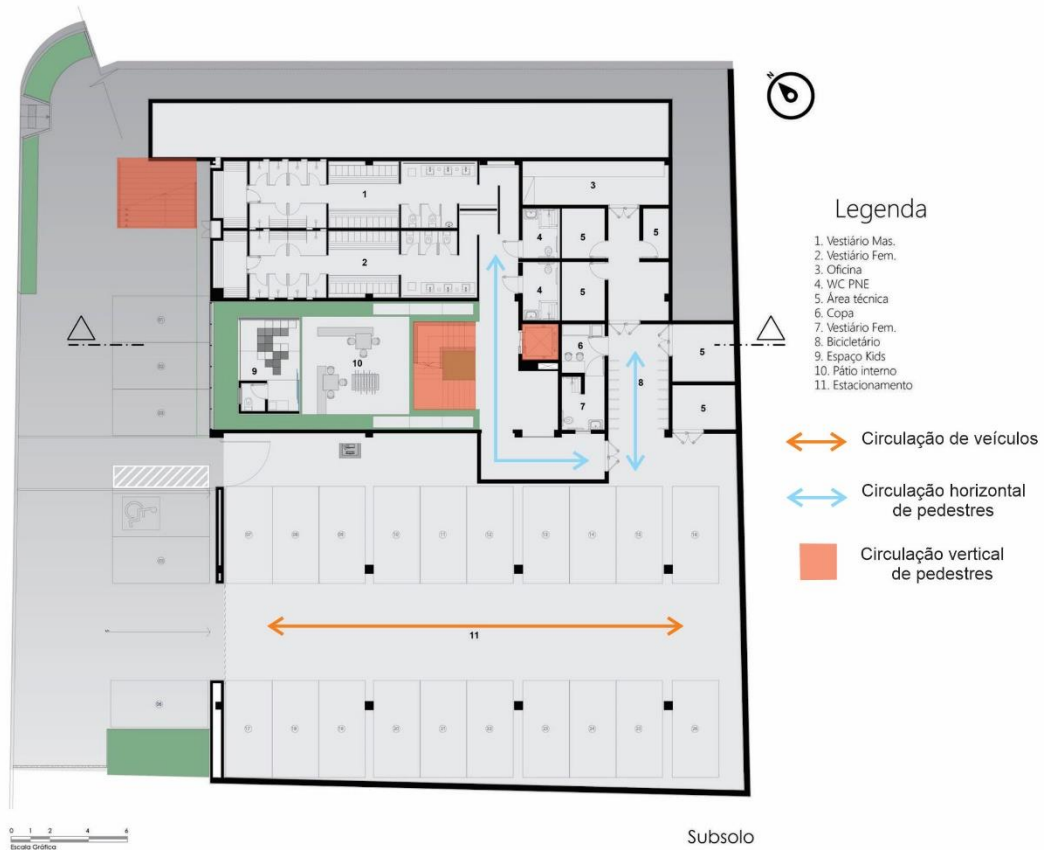 N
Legenda
1. Vestiário Mas.
2. Vestiário Fem.
3. Oficina
4. WC PNE
5. Área técnica
6. Copa
7. Vestiário Fem.
8. Bicicletário
9. Espaço Kids
10. Pátio interno
11. Estacionamento
Circulação de veículos
Circulação horizontal
de pedestres
Circulação vertical
de pedestres
1
3
4
5
5
2
4
5
6
5
9
10
8
7
5
11
0 1 2 4 6
Escala Gráfica
Subsolo